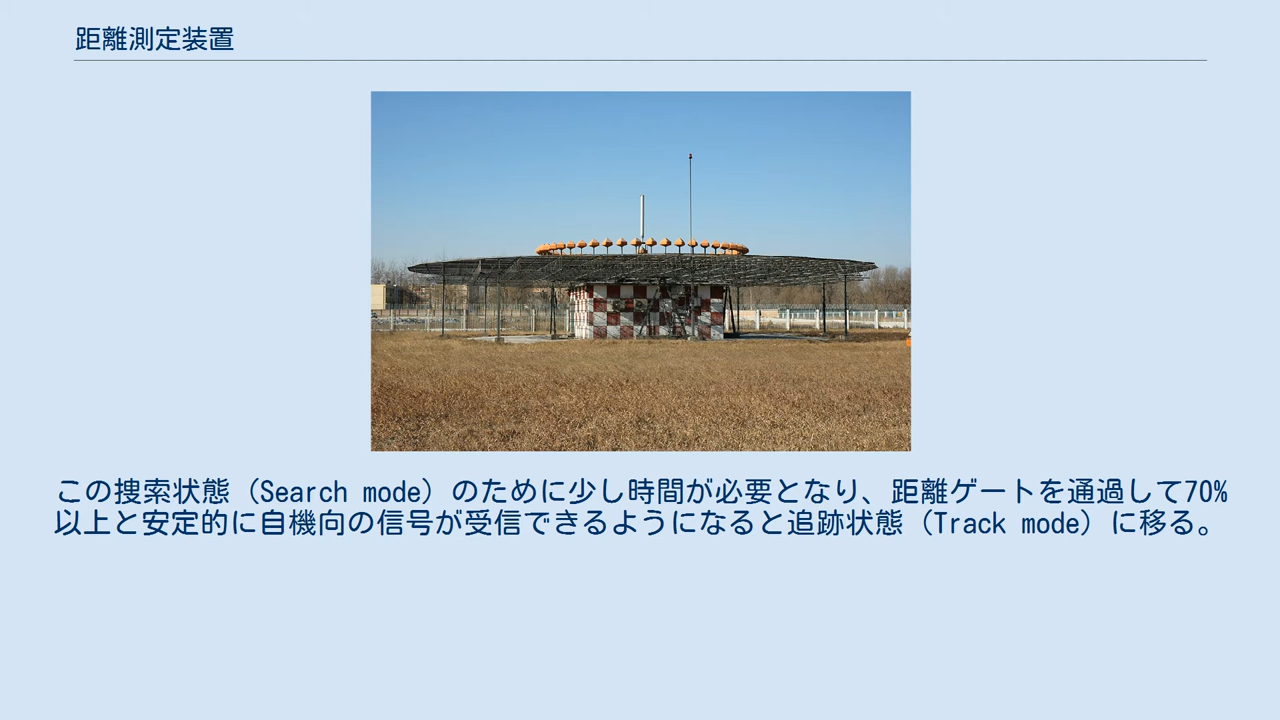 距離測定装置
この捜索状態（Search mode）のために少し時間が必要となり、距離ゲートを通過して70%
以上と安定的に自機向の信号が受信できるようになると追跡状態（Track mode）に移る。